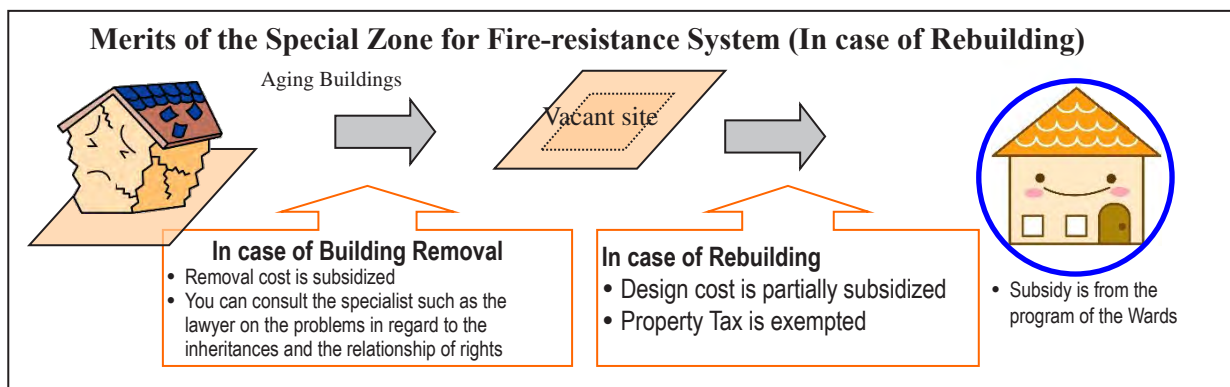 Merits of the Special Zone for Fire-resistance System (In case of Rebuilding)
Aging Buildings
Vacant site
In case of Building Removal
• Removal cost is subsidized
• You can consult the specialist such as the
lawyer on the problems in regard to the
inheritances and the relationship of rights
In case of Rebuilding
• Design cost is partially subsidized
• Property Tax is exempted
• Subsidy is from the
program of the Wards